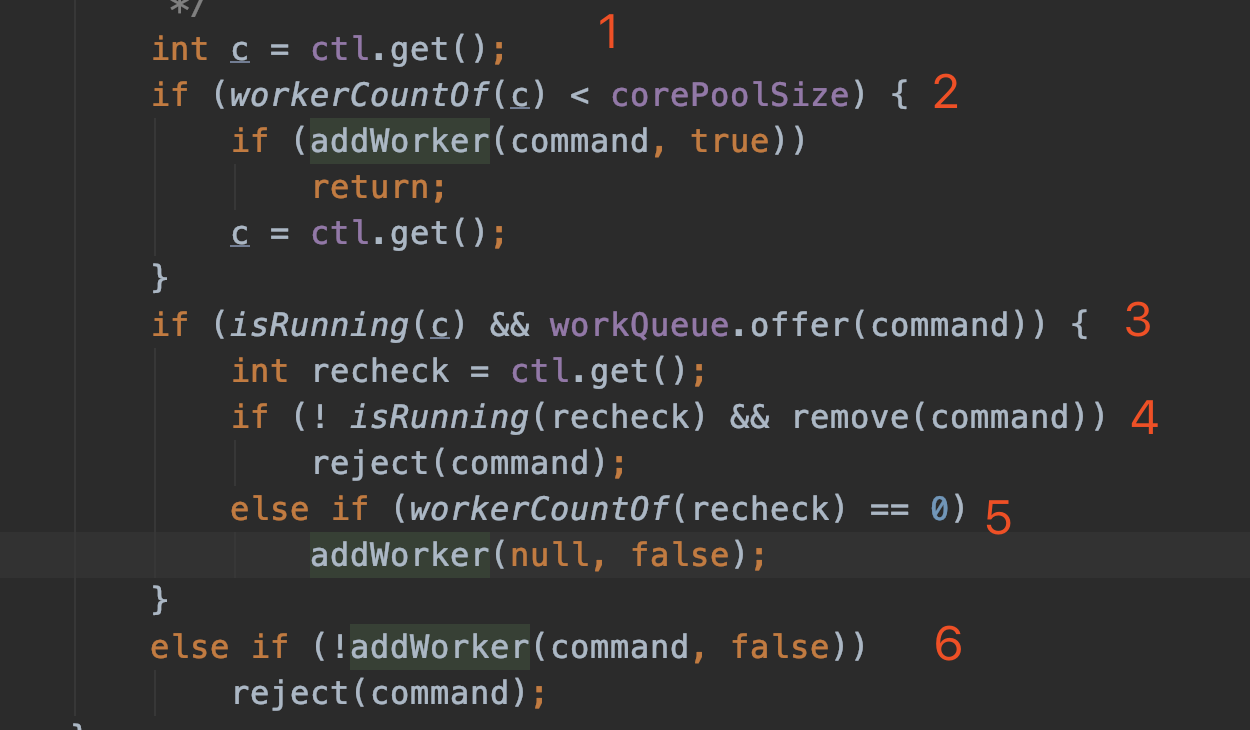 */
int c = ctl.get(); 1
if (workerCountOf(c) < corePoolSize) { 2
if (addWorker(command, true))
return;
c = ctl.get();
}
if (isRunning(c) && workQueue.offer(command)) { 3
int recheck = ctl.get();
if (! isRunning(recheck) && remove(command)) 4
reject(command);
else if (workerCountOf(recheck) == 0) 5
addWorker(null, false);
}
else if (!addWorker(command, false)) 6
reject(command);
}